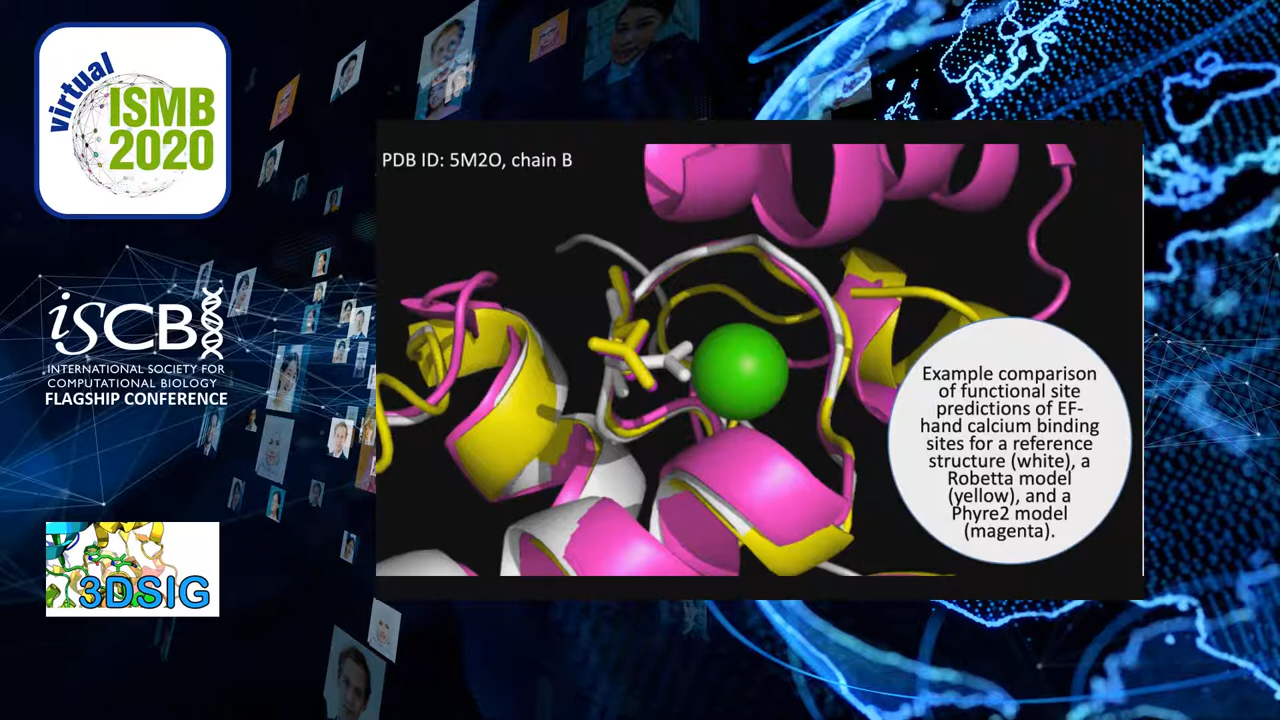 virtual
ISMB
2020
PDB ID: 5M2O, chain B
iSCB
INTERNATIONAL SOCIETY FOR
COMPUTATIONAL BIOLOGY
FLAGSHIP CONFERENCE
3DSIG
Example comparison
of functional site
predictions of EF-
hand calcium binding
sites for a reference
structure (white), a
Robetta model
(yellow), and a
Phyre2 model
(magenta).